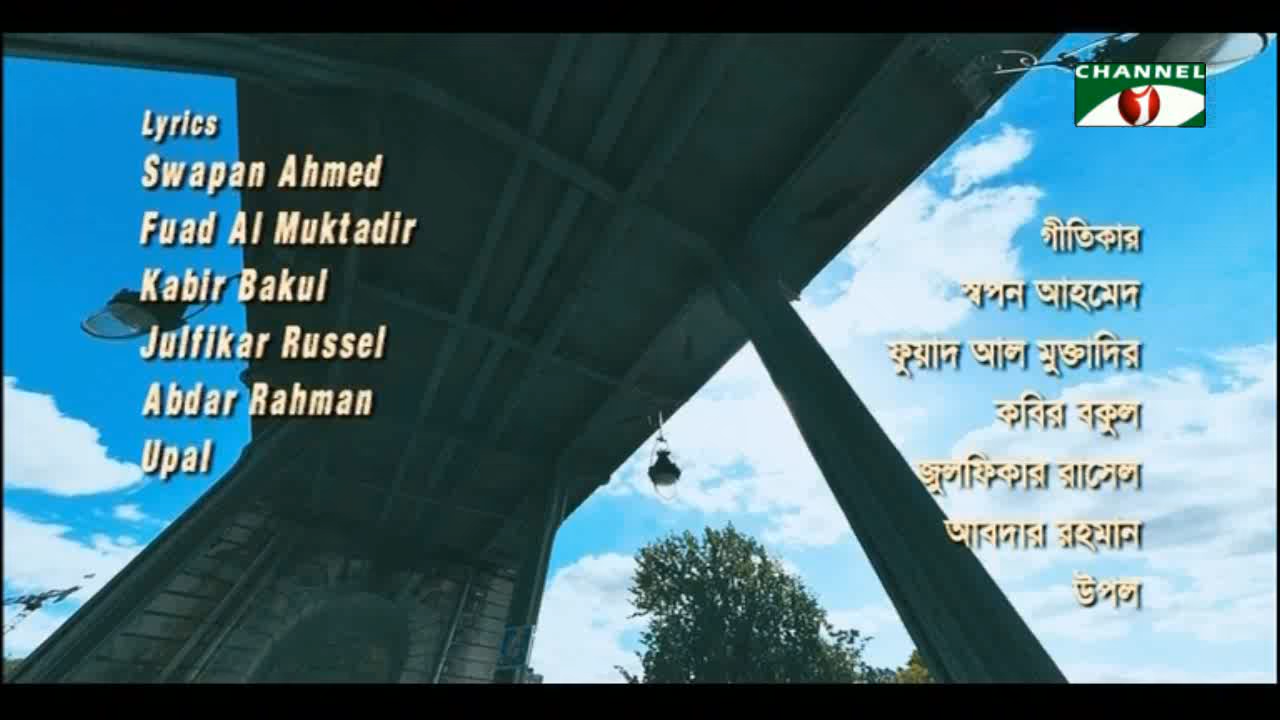 CHANNEL
Lyrics
Swapan Ahmed
Fuad Al Muktadir
Kabir Bakul
Julfikar Russel
Abdar Rahman
Upal
গীতিকার
স্বপন আহমেদ
ফুয়াদ আল মুক্তাদির
কবির বকুল
জুলফিকার রাসেল
আবদার রহমান
উপল